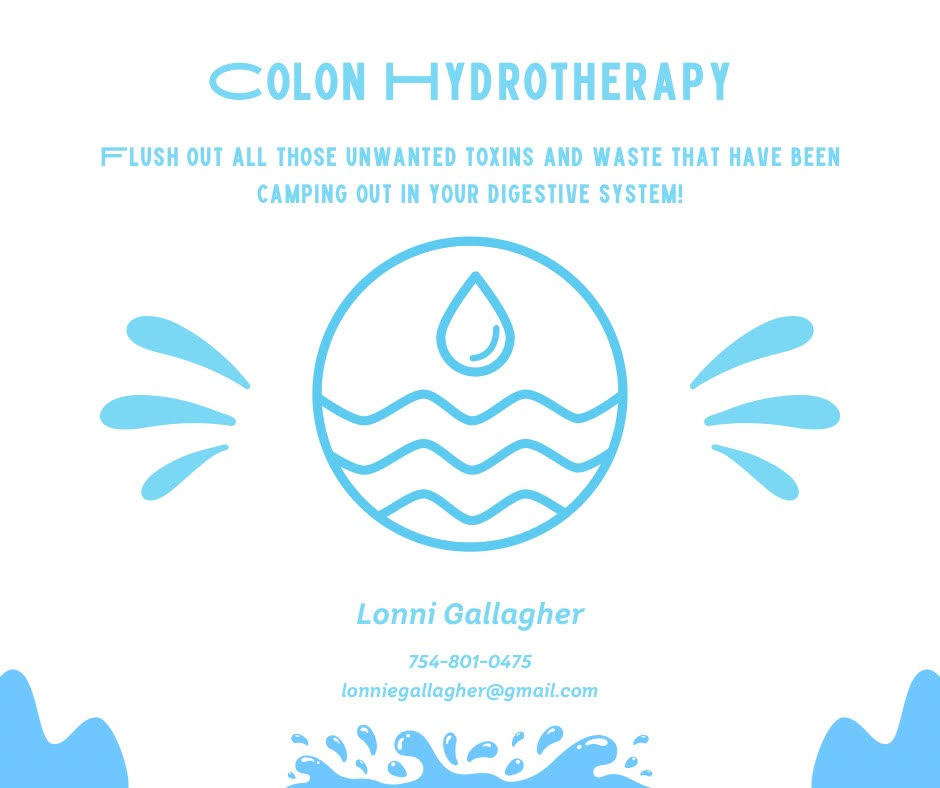 Colon Hydrotherapy
Flush out all those unwanted toxins and waste that have been
camping out in your digestive system!
Lonni Gallagher
754-801-0475
lonniegallagher@gmail.com